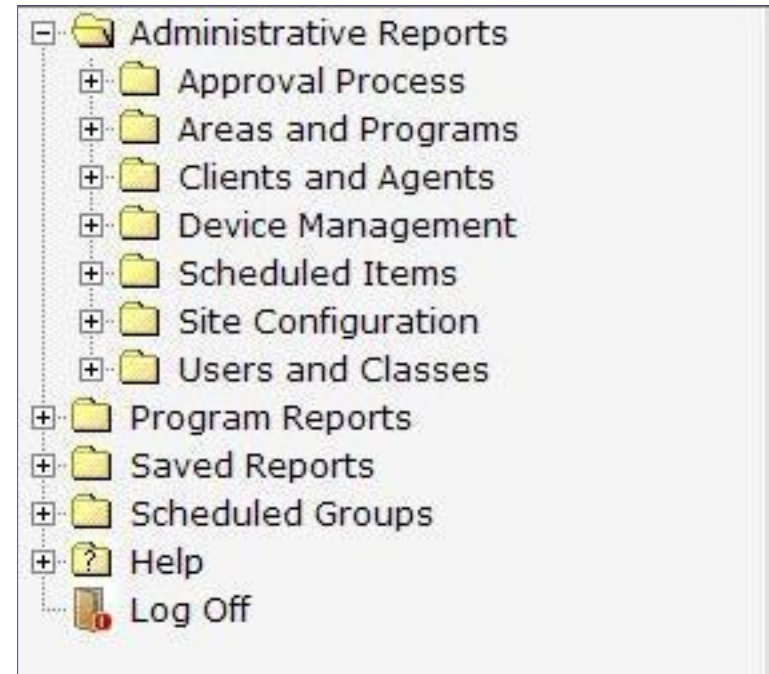 Administrative Reports
Approval Process
Areas and Programs
Clients and Agents
Device Management
Scheduled Items
Site Configuration
Users and Classes
Program Reports
Saved Reports
Scheduled Groups
? Help
Log Off